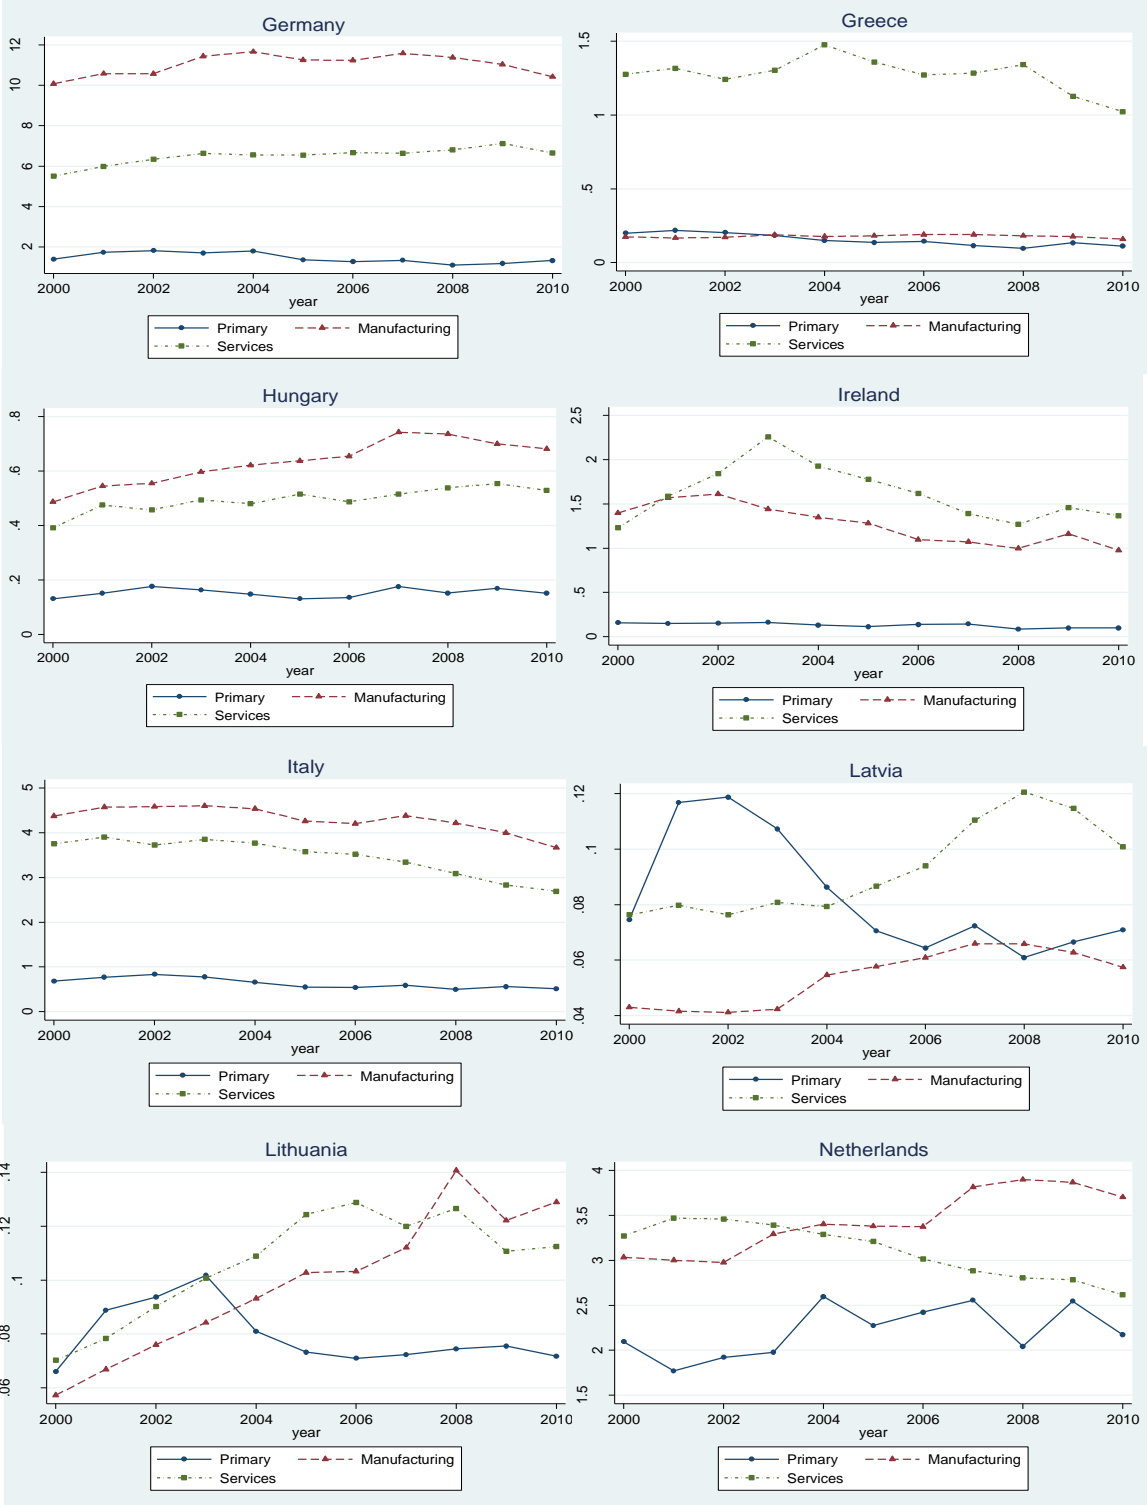 Germany
12
10
8
6
4
2
2000 2002 2004 2006 2008 2010
year
Primary Manufacturing
Services
Greece
1.5
1
.5
0
2000 2002 2004 2006 2008 2010
year
Primary Manufacturing
Services
Hungary
.8
.6
.4
.2
0
2000 2002 2004 2006 2008 2010
year
Primary Manufacturing
Services
Ireland
2.5
2
1.5
1
.5
0
2000 2002 2004 2006 2008 2010
year
Primary Manufacturing
Services
Italy
5
4
3
2
1
0
2000 2002 2004 2006 2008 2010
year
Primary Manufacturing
Services
Latvia
.12
.1
.08
.06
.04
2000 2002 2004 2006 2008 2010
year
Primary Manufacturing
Services
Lithuania
.14
.12
.1
.08
.06
2000 2002 2004 2006 2008 2010
year
Primary Manufacturing
Services
Netherlands
4
3.5
3
2.5
2
1.5
2000 2002 2004 2006 2008 2010
year
Primary Manufacturing
Services